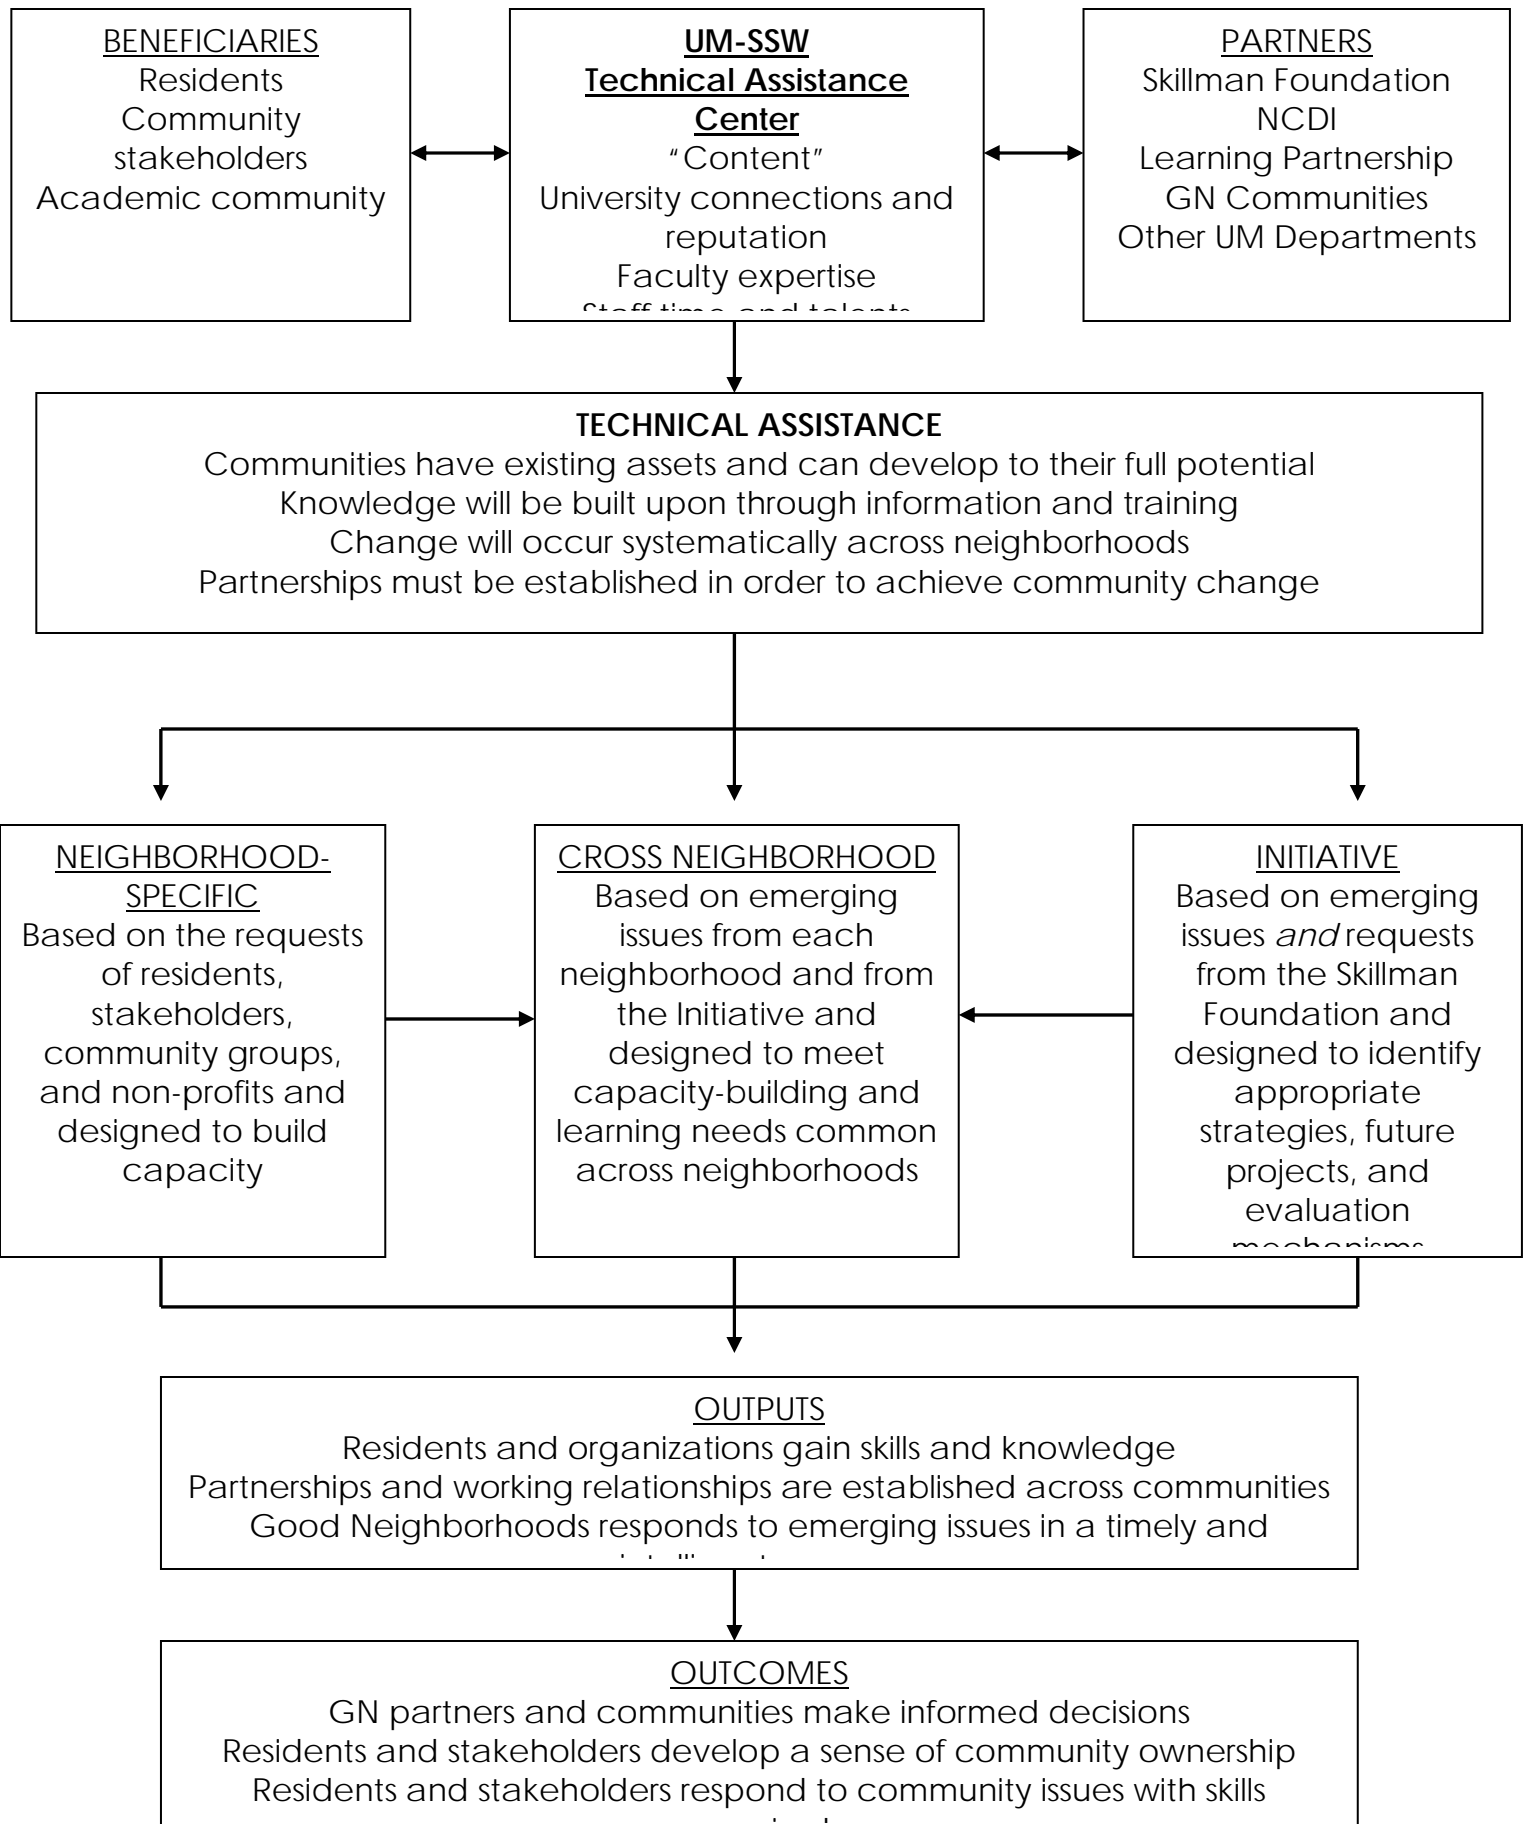 BENEFICIARIES
Residents
Community
stakeholders
Academic community
UM-SSW
Technical Assistance
Center
“Content”
University connections and
reputation
Faculty expertise
Staff time and talents
PARTNERS
Skillman Foundation
NCDI
Learning Partnership
GN Communities
Other UM Departments
TECHNICAL ASSISTANCE
Communities have existing assets and can develop to their full potential
Knowledge will be built upon through information and training
Change will occur systematically across neighborhoods
Partnerships must be established in order to achieve community change
NEIGHBORHOOD-
SPECIFIC
Based on the requests
of residents,
stakeholders,
community groups,
and non-profits and
designed to build
capacity
CROSS NEIGHBORHOOD
Based on emerging
issues from each
neighborhood and from
the Initiative and
designed to meet
capacity-building and
learning needs common
across neighborhoods
INITIATIVE
Based on emerging
issues and requests
from the Skillman
Foundation and
designed to identify
appropriate
strategies, future
projects, and
evaluation
mechanisms
OUTPUTS
Residents and organizations gain skills and knowledge
Partnerships and working relationships are established across communities
Good Neighborhoods responds to emerging issues in a timely and
OUTCOMES
GN partners and communities make informed decisions
Residents and stakeholders develop a sense of community ownership
Residents and stakeholders respond to community issues with skills